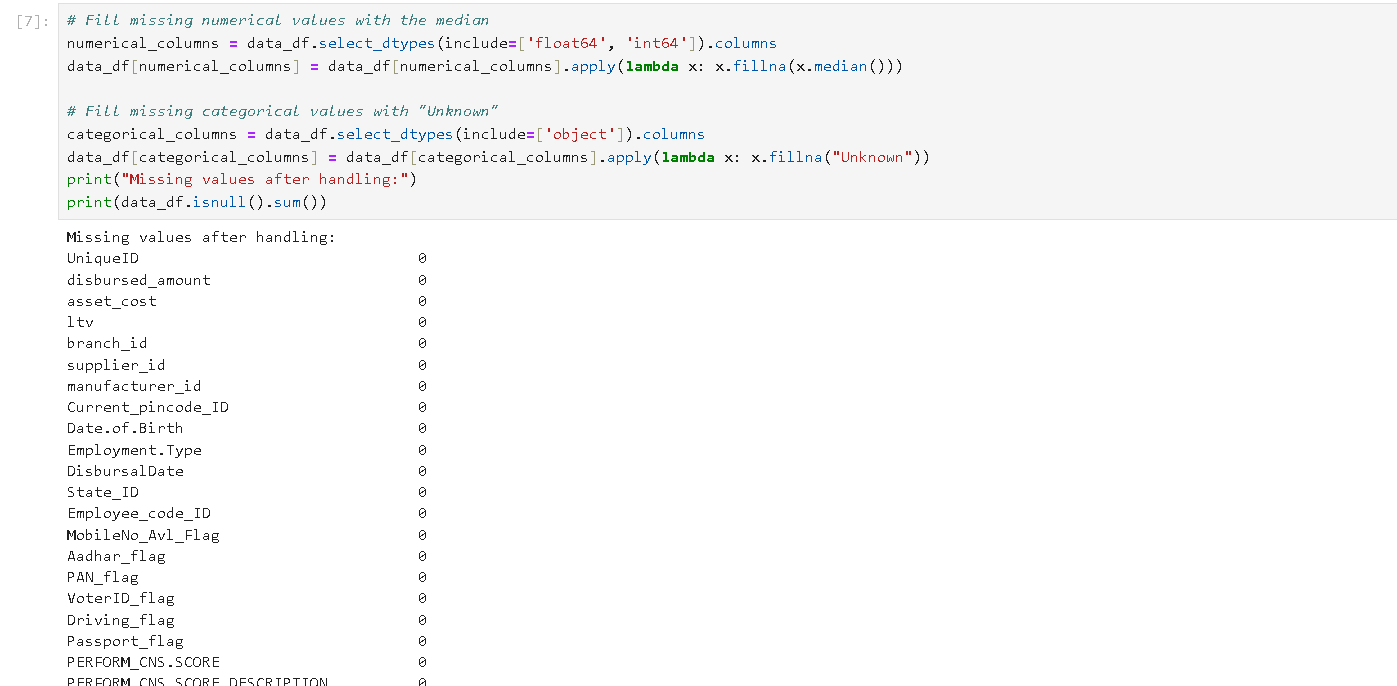 [7]:
# Fill missing numerical values with the median
numerical_columns = data_df.select_dtypes(include=['float64', 'int64']).columns
data_df[numerical_columns] = data_df[numerical_columns].apply(lambda x: x.fillna(x.median()))
# Fill missing categorical values with "Unknown"
categorical_columns = data_df.select_dtypes(include=['object']).columns
data_df[categorical_columns] = data_df[categorical_columns].apply(lambda x: x.fillna("Unknown"))
print("Missing values after handling:")
print(data_df.isnull().sum())
Missing values after handling:
UniqueID 0
disbursed_amount 0
asset_cost 0
ltv 0
branch_id 0
supplier_id 0
manufacturer_id 0
Current_pincode_ID 0
Date.of.Birth 0
Employment.Type 0
DisbursalDate 0
State_ID 0
Employee_code_ID 0
MobileNo_Avl_Flag 0
Aadhar_flag 0
PAN_flag 0
VoterID_flag 0
Driving_flag 0
Passport_flag 0
PERFORM_CNS.SCORE 0
PERFORM_CNS.SCORE.DESCRIPTION 0